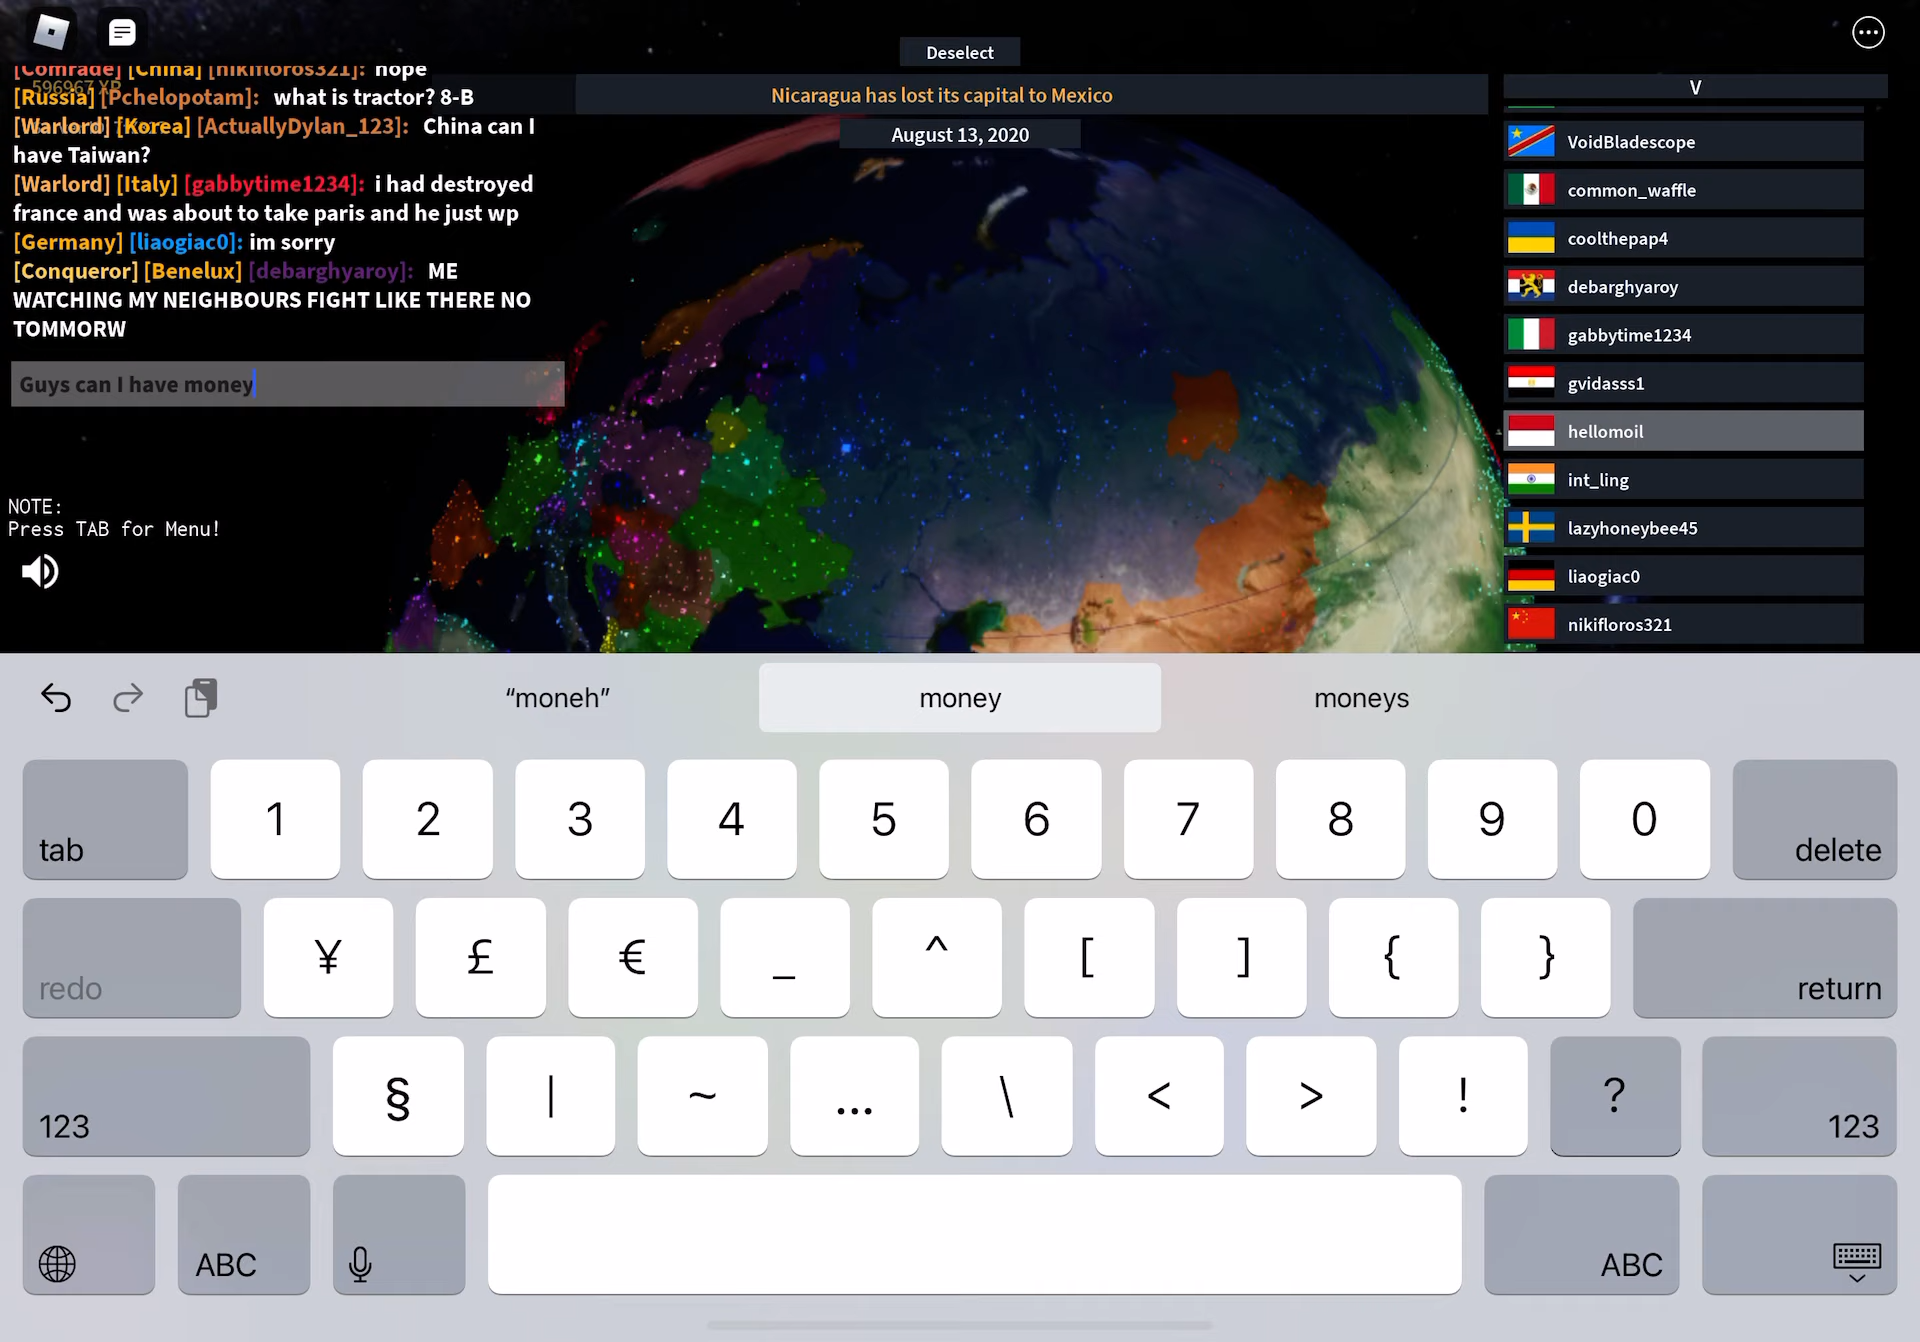 Deselect
[Comrade] [China] [nikifloros321]: nope
596967 XP
[Russia] [Pchelopotam]: what is tractor? 8-B
[Warlord] [Korea] [ActuallyDylan_123]: China can I
have Taiwan?
[Warlord] [Italy] [gabbytime1234]: i had destroyed
france and was about to take paris and he just wp
[Germany] [liaogiac0]: im sorry
[Conqueror] [Benelux] [debarghyaroy]: ME
WATCHING MY NEIGHBOURS FIGHT LIKE THERE NO
TOMMORW
Guys can I have money
NOTE:
Press TAB for Menu!
Nicaragua has lost its capital to Mexico
August 13, 2020
V
VoidBladescope
common_waffle
coolthepap4
debarghyaroy
gabbytime1234
gvidasss1
hellomoil
int_ling
lazyhoneybee45
liaogiac0
nikifloros321
“moneh” money moneys
tab 1 2 3 4 5 6 7 8 9 0 delete
redo ¥ £ € _ ^ [ ] { } return
123 § | ~ ... \ < > ! ? 123
ABC ABC